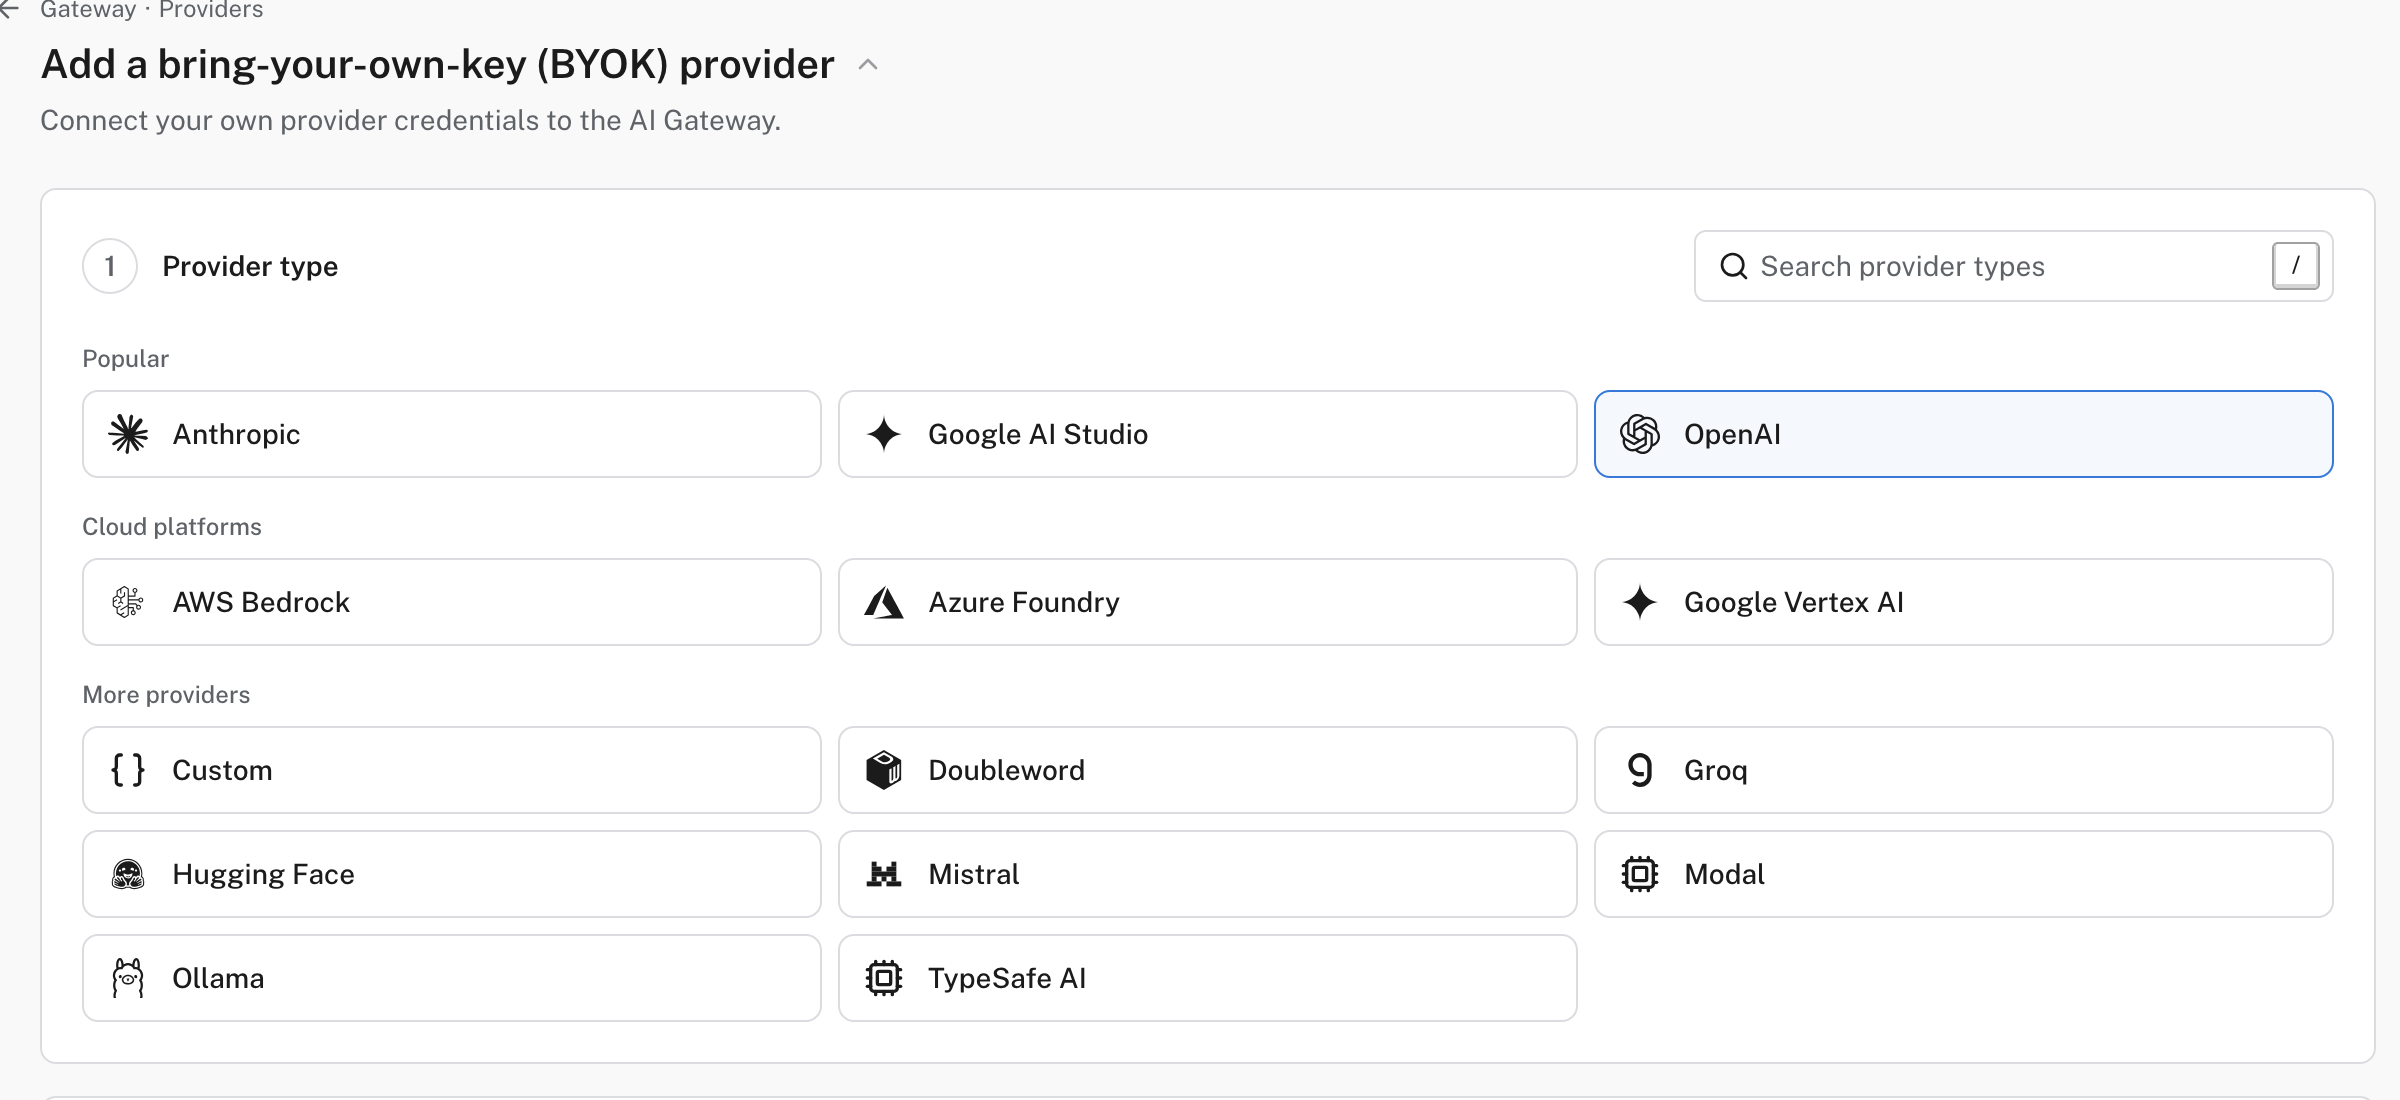 Gateway · Providers
Add a bring-your-own-key (BYOK) provider
Connect your own provider credentials to the AI Gateway.
1 Provider type
Search provider types /
Popular
Anthropic
Google AI Studio
OpenAI
Cloud platforms
AWS Bedrock
Azure Foundry
Google Vertex AI
More providers
{ } Custom
Doubleword
Groq
Hugging Face
Mistral
Modal
Ollama
TypeSafe AI